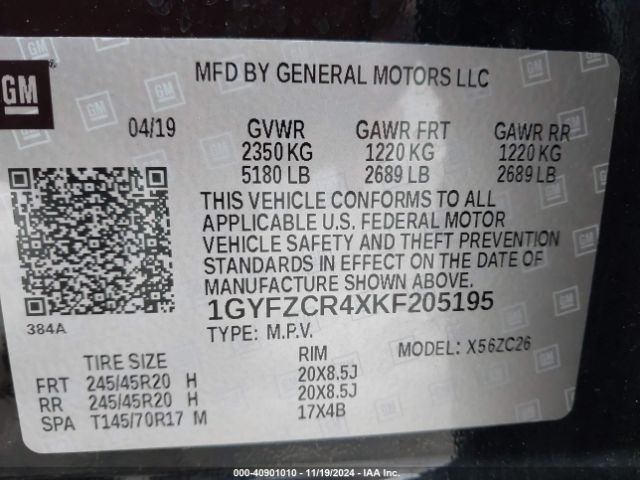 GM
MFD BY GENERAL MOTORS LLC
04/19 GVWR GAWR FRT GAWR RR
2350 KG 1220 KG 1220 KG
5180 LB 2689 LB 2689 LB
THIS VEHICLE CONFORMS TO ALL
APPLICABLE U.S. FEDERAL MOTOR
VEHICLE SAFETY AND THEFT PREVENTION
STANDARDS IN EFFECT ON THE DATE OF
MANUFACTURE SHOWN ABOVE.
384A
1GYFZCR4XKF205195
TYPE: M.P.V. MODEL: X56ZC26
TIRE SIZE RIM
FRT 245/45R20 H 20X8.5J
RR 245/45R20 H 20X8.5J
SPA T145/70R17 M 17X4B
000-40901010 - 11/19/2024 - IAA Inc.